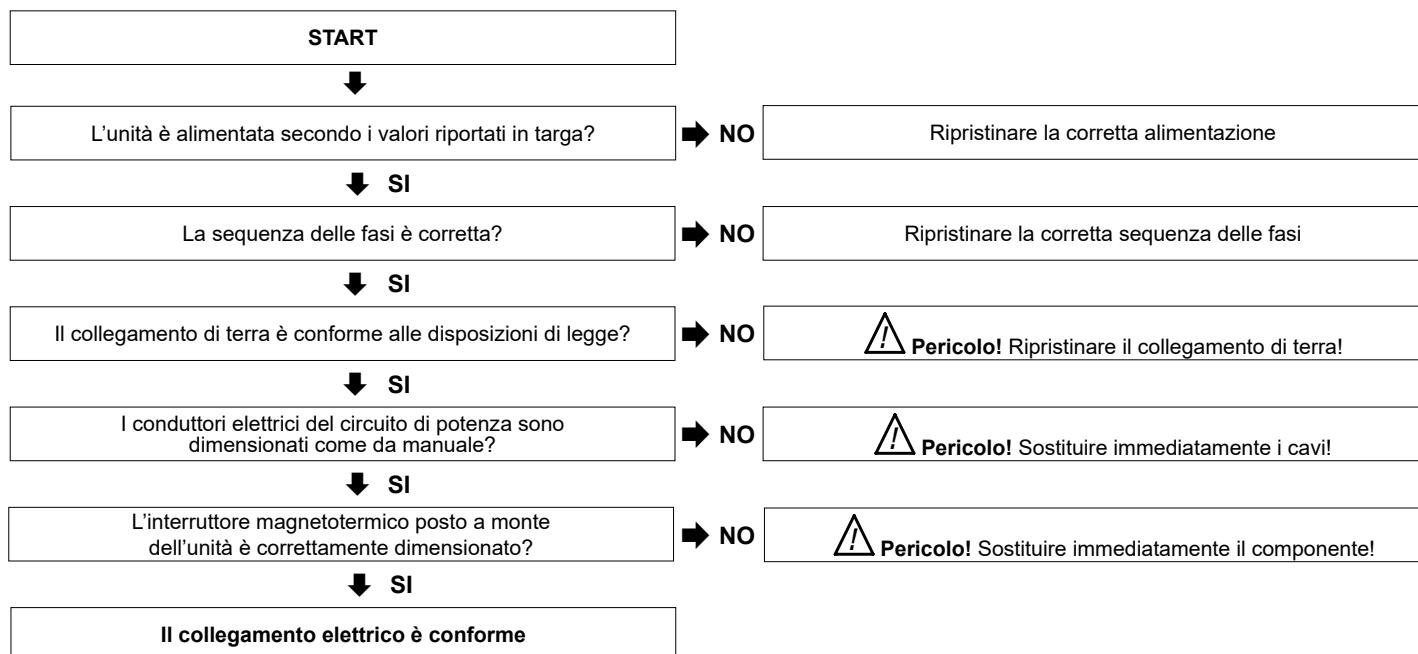 START
L'unità è alimentata secondo i valori riportati in targa?
NO
Ripristinare la corretta alimentazione
SI
La sequenza delle fasi è corretta?
NO
Ripristinare la corretta sequenza delle fasi
SI
Il collegamento di terra è conforme alle disposizioni di legge?
NO
! Pericolo! Ripristinare il collegamento di terra!
SI
I conduttori elettrici del circuito di potenza sono
dimensionati come da manuale?
NO
! Pericolo! Sostituire immediatamente i cavi!
SI
L'interruttore magnetotermico posto a monte
dell'unità è correttamente dimensionato?
NO
! Pericolo! Sostituire immediatamente il componente!
SI
Il collegamento elettrico è conforme